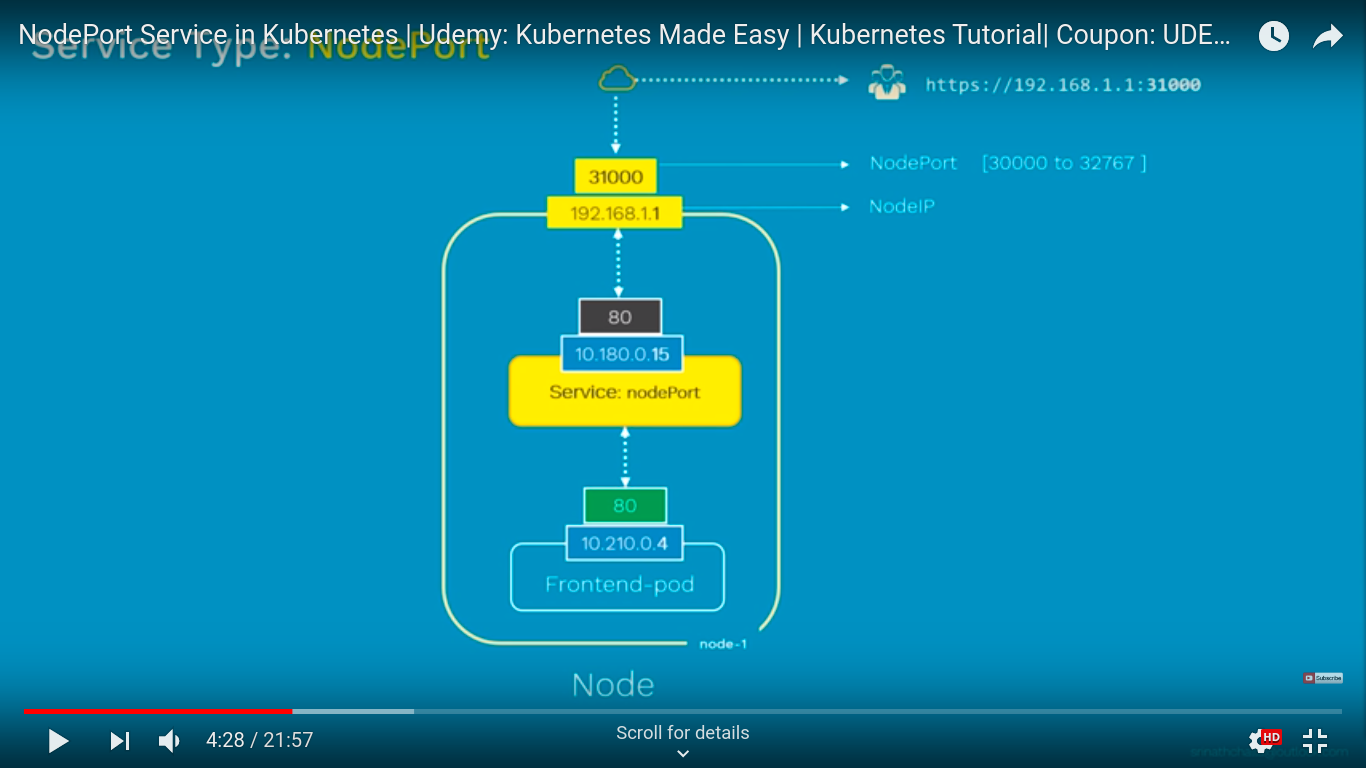 NodePort Service in Kubernetes | Udemy: Kubernetes Made Easy | Kubernetes Tutorial| Coupon: UDE...
Service Type: NodePort
https://192.168.1.1:31000
31000
NodePort [30000 to 32767 ]
192.168.1.1
NodeIP
80
10.180.0.15
Service: nodePort
80
10.210.0.4
Frontend-pod
node-1
Node
Subscribe
4:28 / 21:57
Scroll for details
HD